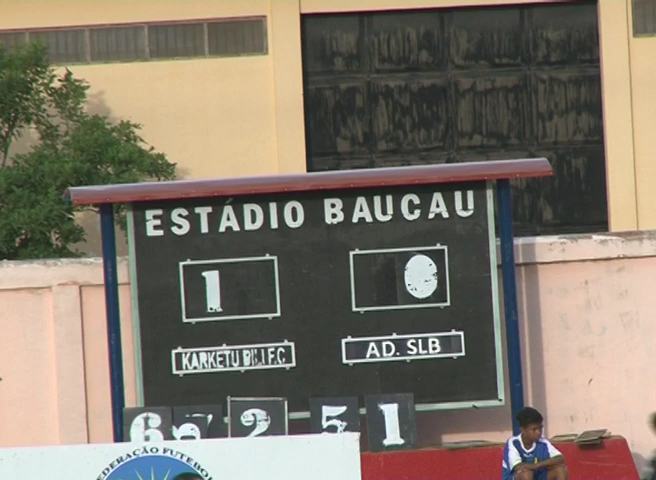 ESTÁDIO BAUCAU
1 0
KARKETU DILI F.C
AD. SLB
6 2 5 1
FEDERAÇÃO FUTEBOL